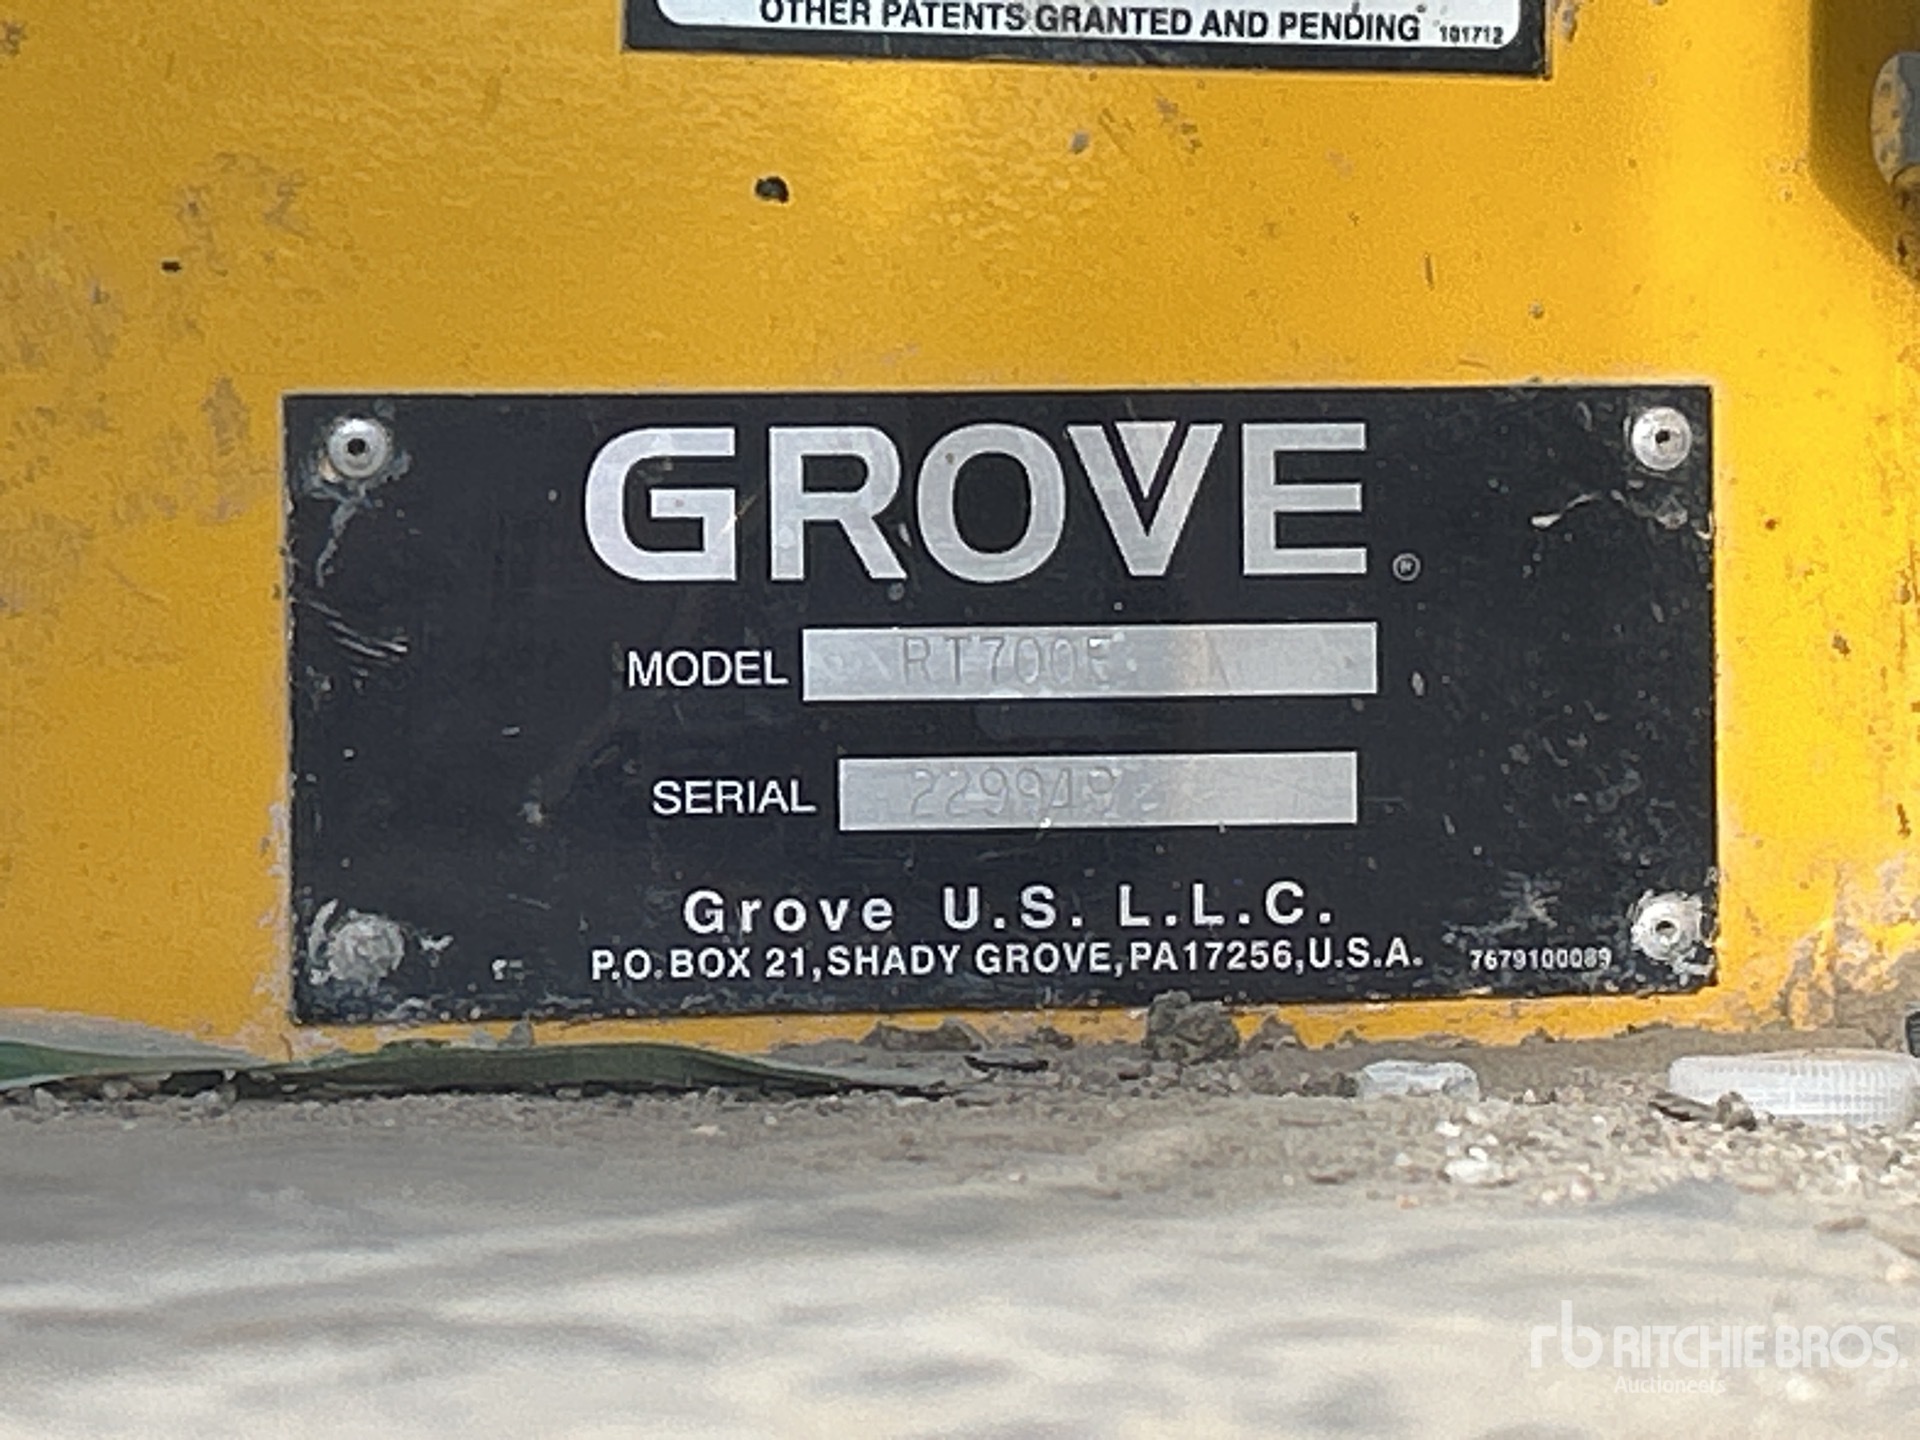 OTHER PATENTS GRANTED AND PENDING 101712
GROVE®
MODEL RT700E
SERIAL
Grove U.S. L.L.C.
P.O. BOX 21, SHADY GROVE, PA 17256, U.S.A. 7679100089
rb RITCHIE BROS.
Auctioneers